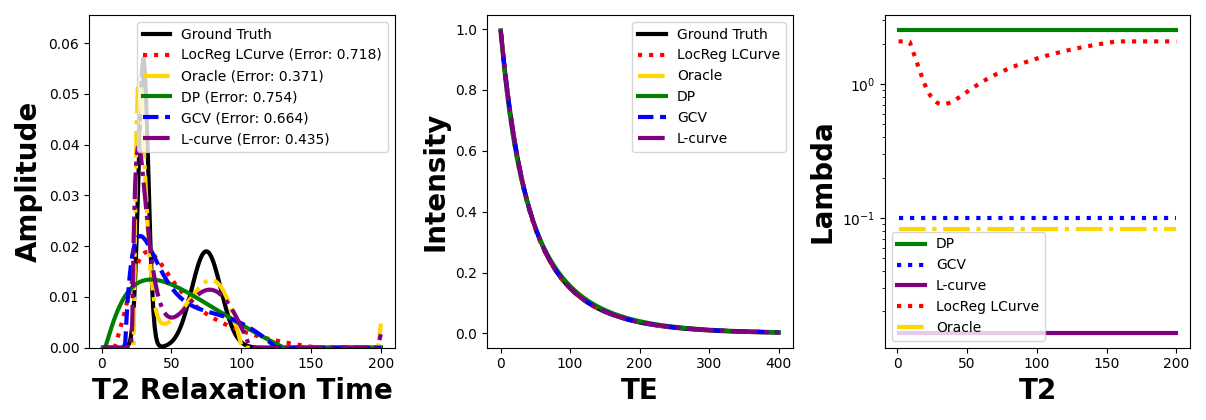 Amplitude
0.06
0.05
0.04
0.03
0.02
0.01
0.00
Ground Truth
LocReg LCurve (Error: 0.718)
Oracle (Error: 0.371)
DP (Error: 0.754)
GCV (Error: 0.664)
L-curve (Error: 0.435)
0 50 100 150 200
T2 Relaxation Time
Intensity
1.0
0.8
0.6
0.4
0.2
0.0
Ground Truth
LocReg LCurve
Oracle
DP
GCV
L-curve
0 100 200 300 400
TE
Lambda
10⁰
10⁻¹
DP
GCV
L-curve
LocReg LCurve
Oracle
0 50 100 150 200
T2